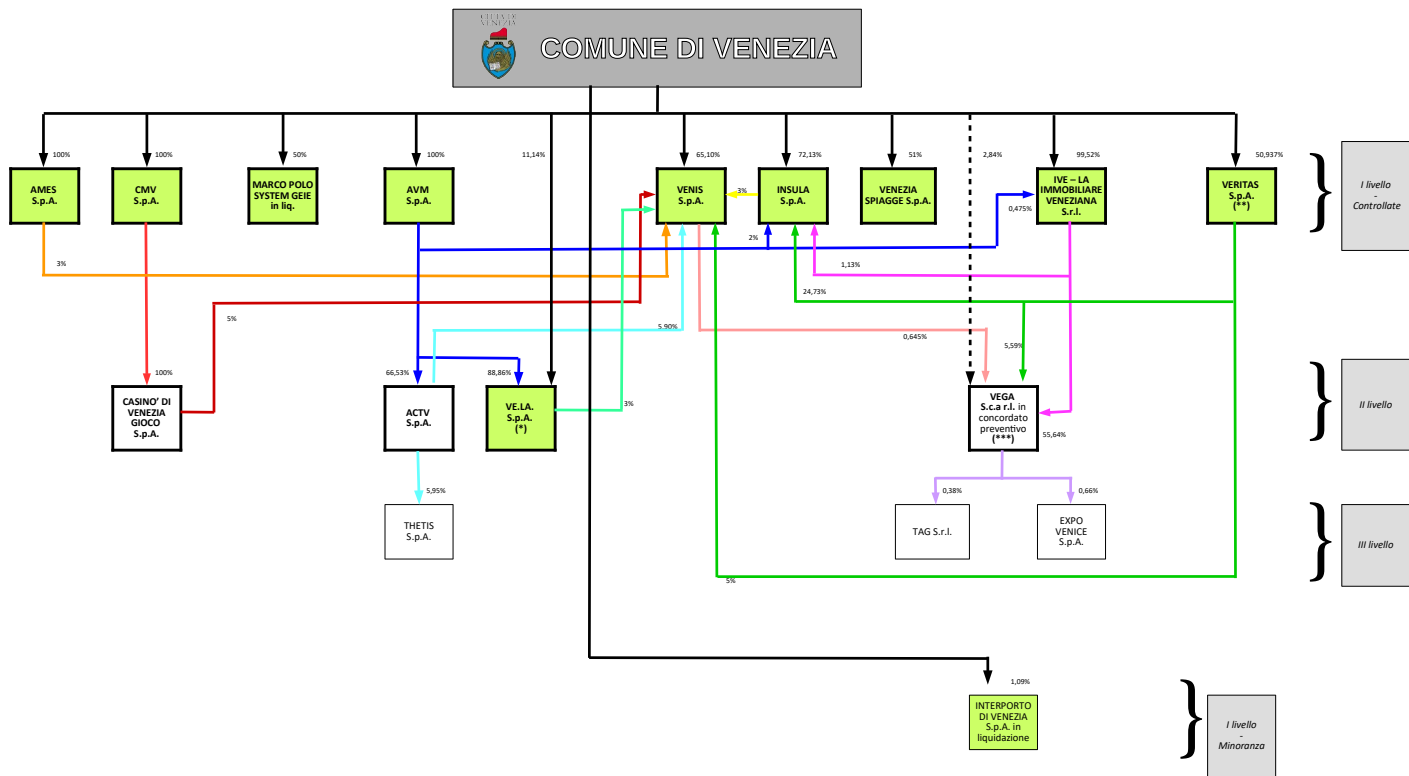 CITTA' DI
VENEZIA
COMUNE DI VENEZIA
100%
100%
50%
100%
11,14%
65,10%
72,13%
51%
2,84%
99,52%
50,937%
AMES
S.p.A.
CMV
S.p.A.
MARCO POLO
SYSTEM GEIE
in liq.
AVM
S.p.A.
VENIS
S.p.A.
3%
INSULA
S.p.A.
VENEZIA
SPIAGGE S.p.A.
0,475%
IVE – LA
IMMOBILIARE
VENEZIANA
S.r.l.
VERITAS
S.p.A.
(**)
I livello
-
Controllate
2%
3%
1,13%
24,73%
5%
5.90%
0,645%
5,59%
100%
66,53%
88,86%
CASINO’ DI
VENEZIA
GIOCO
S.p.A.
ACTV
S.p.A.
VE.LA.
S.p.A.
(*)
3%
VEGA
S.c.a r.l. in
concordato
preventivo
(***)
55,64%
II livello
5,95%
0,38%
0,66%
THETIS
S.p.A.
TAG S.r.l.
EXPO
VENICE
S.p.A.
III livello
5%
1,09%
INTERPORTO
DI VENEZIA
S.p.A. in
liquidazione
I livello
-
Minoranza